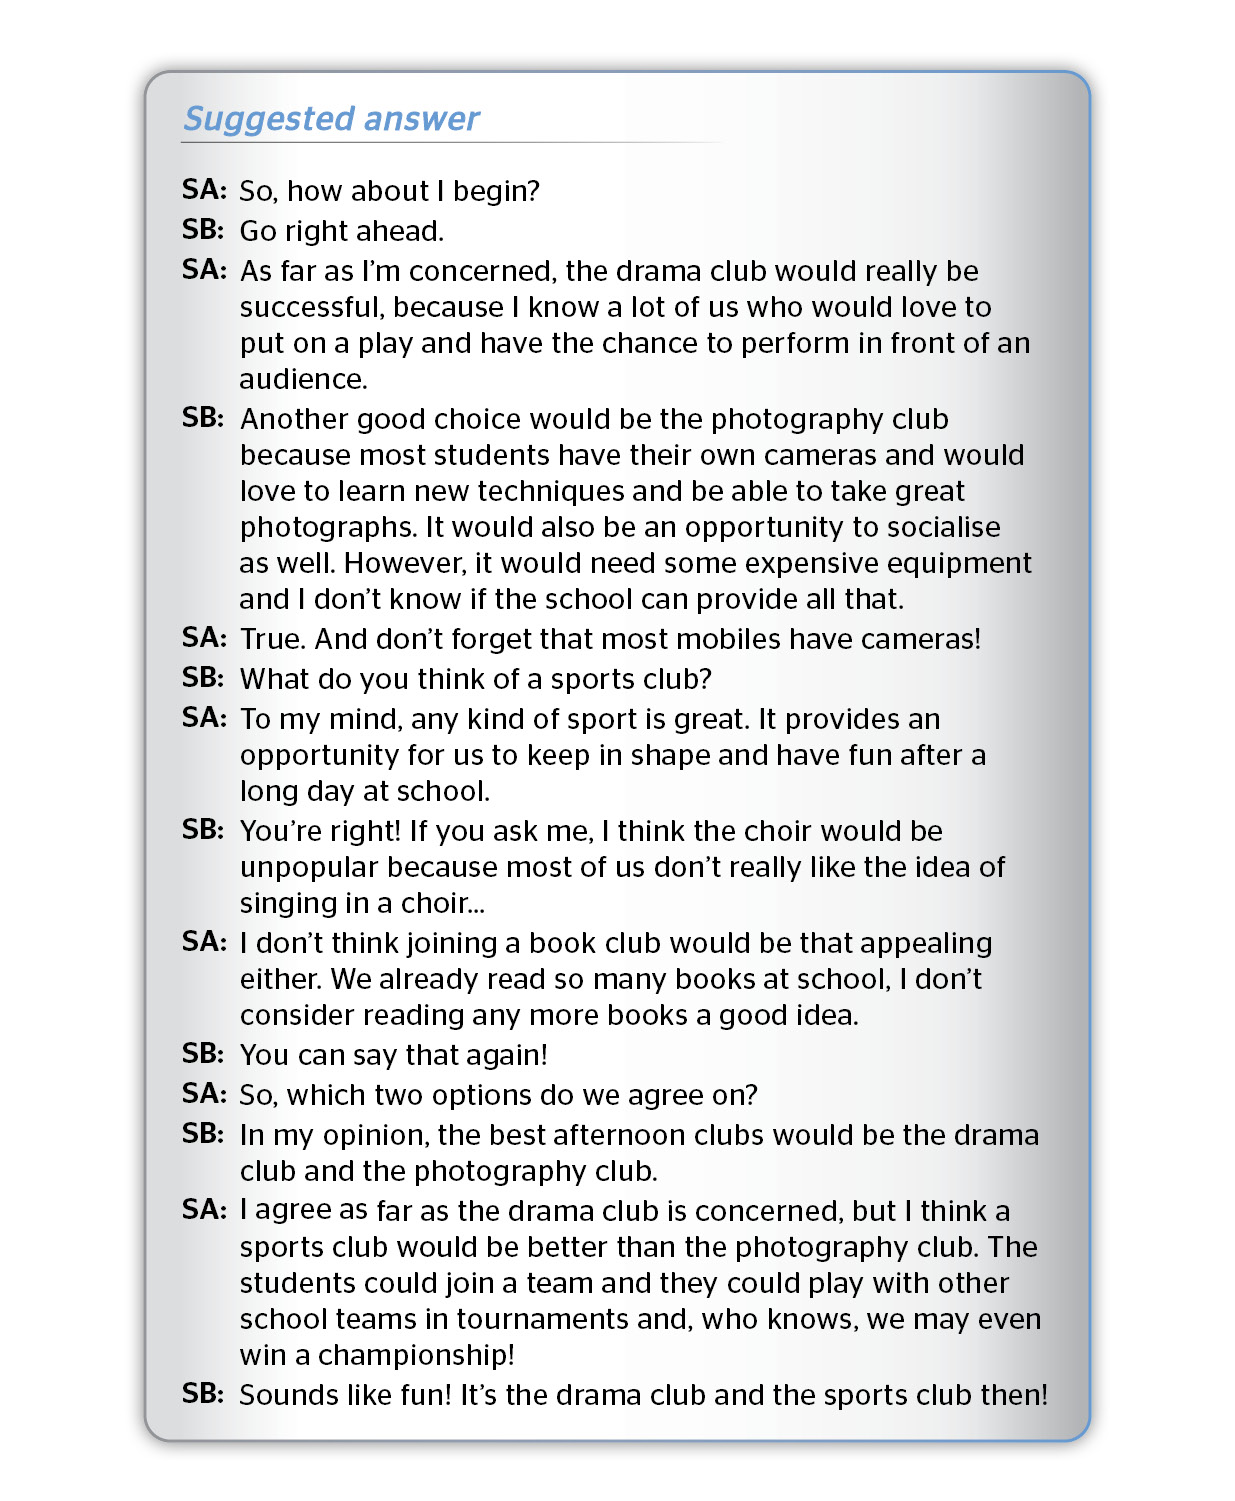 Suggested answer
SA: So, how about I begin?
SB: Go right ahead.
SA: As far as I'm concerned, the drama club would really be
successful, because I know a lot of us who would love to
put on a play and have the chance to perform in front of an
audience.
SB: Another good choice would be the photography club
because most students have their own cameras and would
love to learn new techniques and be able to take great
photographs. It would also be an opportunity to socialise
as well. However, it would need some expensive equipment
and I don't know if the school can provide all that.
SA: True. And don't forget that most mobiles have cameras!
SB: What do you think of a sports club?
SA: To my mind, any kind of sport is great. It provides an
opportunity for us to keep in shape and have fun after a
long day at school.
SB: You're right! If you ask me, I think the choir would be
unpopular because most of us don't really like the idea of
singing in a choir...
SA: I don't think joining a book club would be that appealing
either. We already read so many books at school, I don't
consider reading any more books a good idea.
SB: You can say that again!
SA: So, which two options do we agree on?
SB: In my opinion, the best afternoon clubs would be the drama
club and the photography club.
SA: I agree as far as the drama club is concerned, but I think a
sports club would be better than the photography club. The
students could join a team and they could play with other
school teams in tournaments and, who knows, we may even
win a championship!
SB: Sounds like fun! It's the drama club and the sports club then!